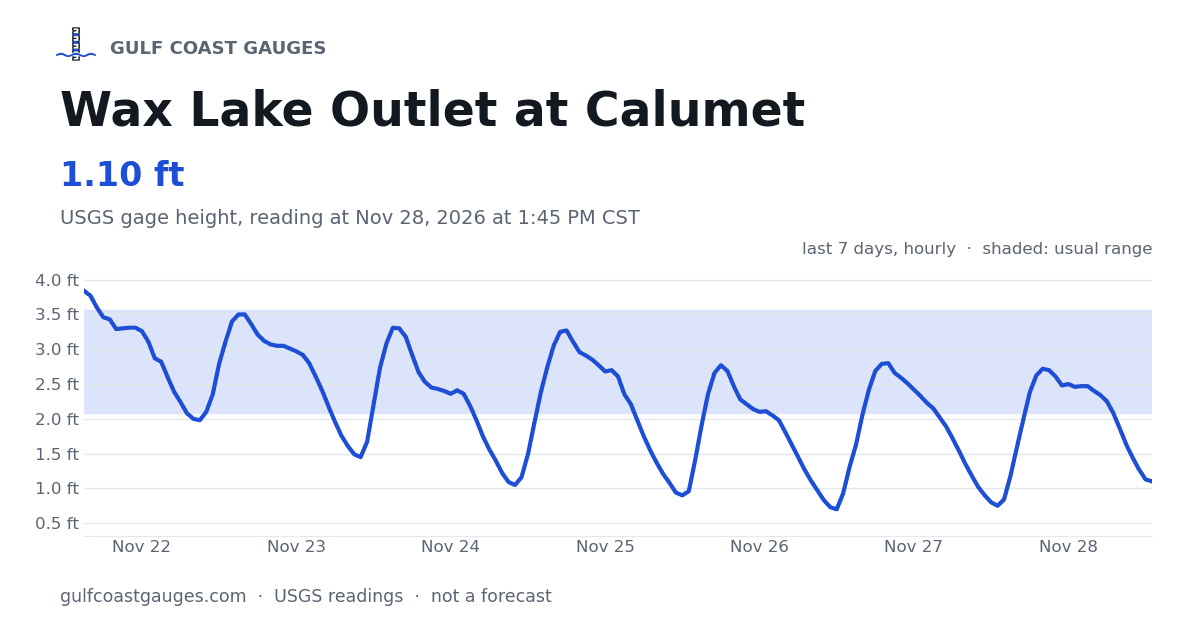 GULF COAST GAUGES
Wax Lake Outlet at Calumet
1.10 ft
USGS gage height, reading at Nov 28, 2026 at 1:45 PM CST
last 7 days, hourly · shaded: usual range
4.0 ft
3.5 ft
3.0 ft
2.5 ft
2.0 ft
1.5 ft
1.0 ft
0.5 ft
Nov 22 Nov 23 Nov 24 Nov 25 Nov 26 Nov 27 Nov 28
gulfcoastgauges.com · USGS readings · not a forecast